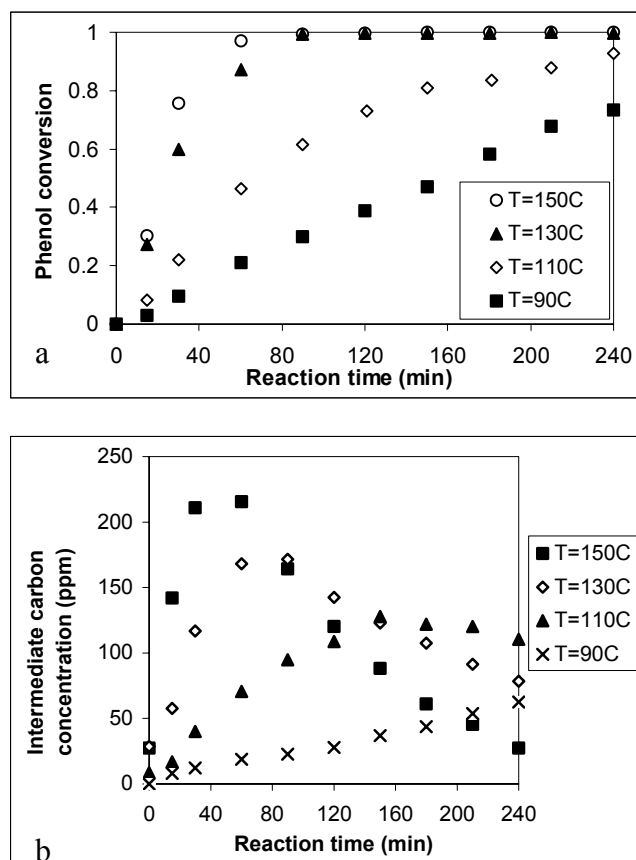 1
0.8
0.6
0.4
0.2
0
Phenol conversion
T=150C
T=130C
T=110C
T=90C
0 40 80 120 160 200 240
Reaction time (min)
a
250
200
150
100
50
0
Intermediate carbon
concentration (ppm)
T=150C
T=130C
T=110C
T=90C
0 40 80 120 160 200 240
Reaction time (min)
b